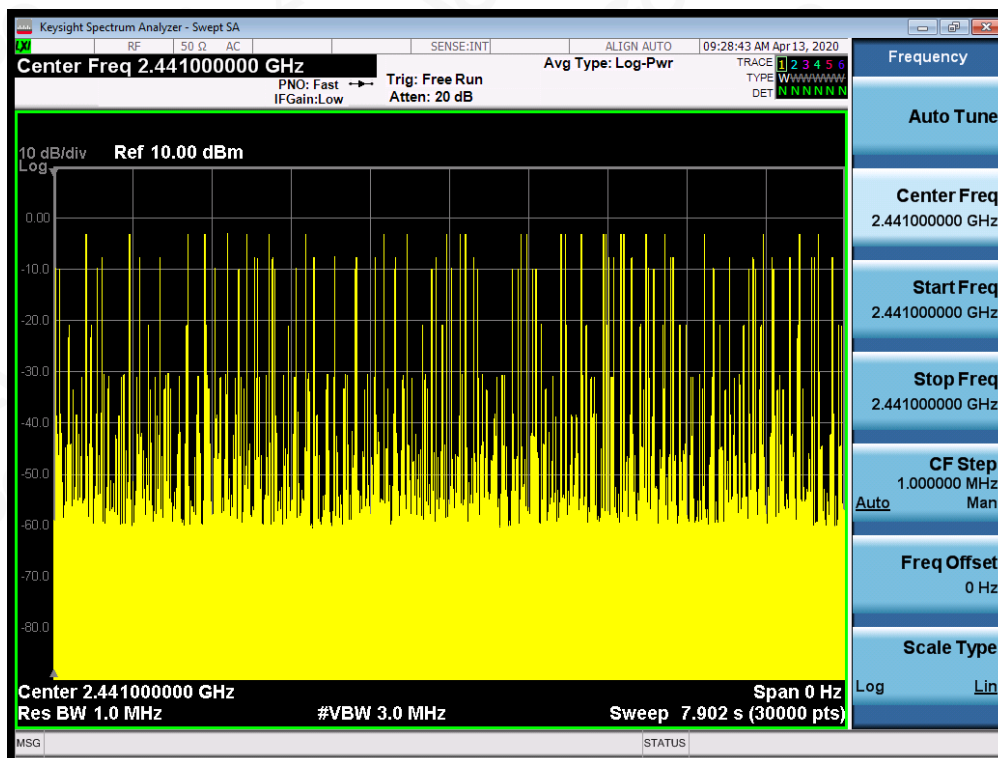 Keysight Spectrum Analyzer - Swept SA
LXI RF 50 Ω AC SENSE:INT ALIGN AUTO 09:28:43 AM Apr 13, 2020
Center Freq 2.441000000 GHz
PNO: Fast
IFGain:Low
Trig: Free Run
Atten: 20 dB
Avg Type: Log-Pwr
TRACE 1 2 3 4 5 6
TYPE WWWWWW
DET N N N N N N
10 dB/div Ref 10.00 dBm
Log
0.00
-10.0
-20.0
-30.0
-40.0
-50.0
-60.0
-70.0
-80.0
Center 2.441000000 GHz Span 0 Hz
Res BW 1.0 MHz #VBW 3.0 MHz Sweep 7.902 s (30000 pts)
MSG STATUS
Frequency
Auto Tune
Center Freq
2.441000000 GHz
Start Freq
2.441000000 GHz
Stop Freq
2.441000000 GHz
CF Step
1.000000 MHz
Auto Man
Freq Offset
0 Hz
Scale Type
Log Lin